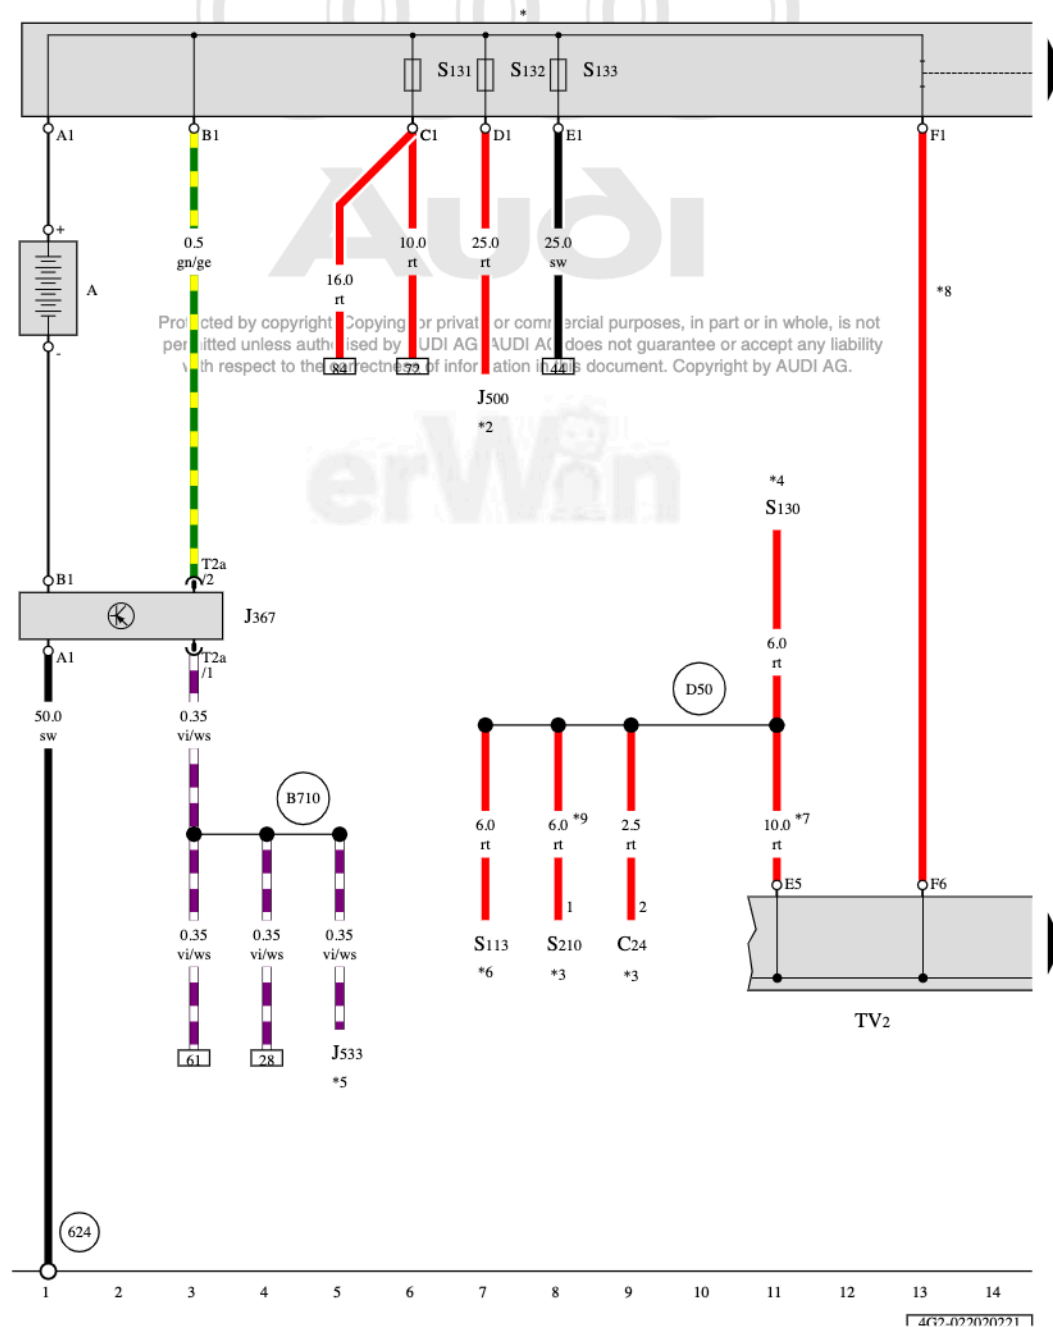 *
S131 S132 S133
A1 B1 C1 D1 E1 F1
Audi
+
0.5
gn/ge
10.0
rt
25.0
rt
25.0
sw
16.0
rt
A
*8
-
Protected by copyright. Copying for private or commercial purposes, in part or in whole, is not
permitted unless authorised by AUDI AG. AUDI AG does not guarantee or accept any liability
with respect to the correctness of information in this document. Copyright by AUDI AG.
84 72 44
J500
*2
erWin
*4
S130
T2a
/2
B1
J367
A1
T2a
/1
6.0
rt
D50
50.0
sw
0.35
vi/ws
B710
6.0
rt
6.0 *9
rt
2.5
rt
10.0 *7
rt
E5 F6
1 2
0.35
vi/ws
0.35
vi/ws
0.35
vi/ws
S113
*6
S210
*3
C24
*3
TV2
61 28
J533
*5
624
1 2 3 4 5 6 7 8 9 10 11 12 13 14
4G2-022020221